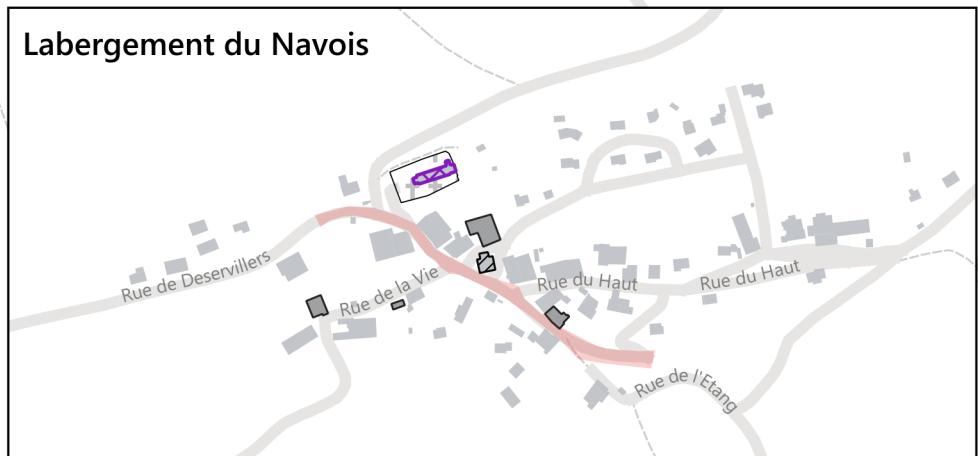 Labergement du Navois
Rue de Deservillers
Rue de la Vie
Rue du Haut
Rue du Haut
Rue de l'Etang